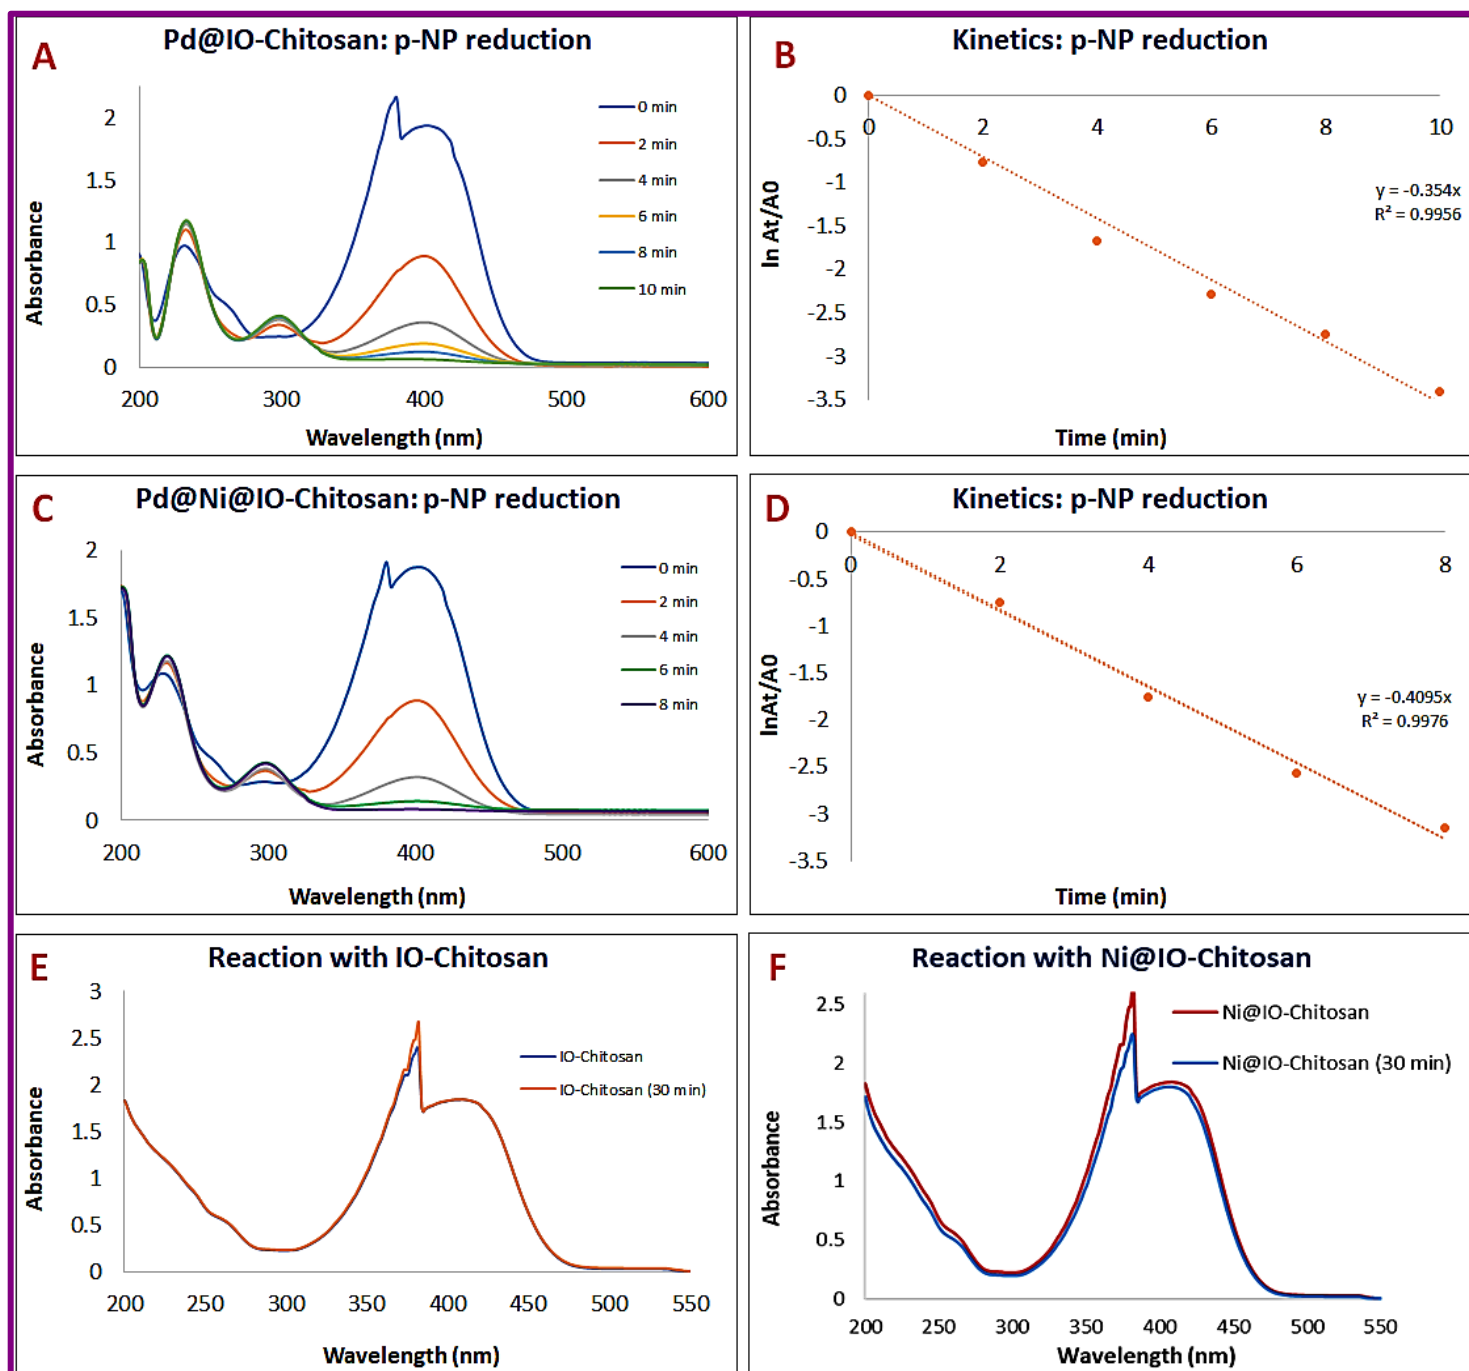 A
Pd@IO-Chitosan: p-NP reduction
2
1.5
1
0.5
0
200
300
400
500
600
Absorbance
Wavelength (nm)
0 min
2 min
4 min
6 min
8 min
10 min
B
Kinetics: p-NP reduction
0
-0.5
-1
-1.5
-2
-2.5
-3
-3.5
0
2
4
6
8
10
ln At/A0
y = -0.354x
R² = 0.9956
Time (min)
C
Pd@Ni@IO-Chitosan: p-NP reduction
2
1.5
1
0.5
0
200
300
400
500
600
Absorbance
Wavelength (nm)
0 min
2 min
4 min
6 min
8 min
D
Kinetics: p-NP reduction
0
-0.5
-1
-1.5
-2
-2.5
-3
-3.5
0
2
4
6
8
lnAt/A0
y = -0.4095x
R² = 0.9976
Time (min)
E
Reaction with IO-Chitosan
3
2.5
2
1.5
1
0.5
0
200
250
300
350
400
450
500
550
Absorbance
Wavelength (nm)
IO-Chitosan
IO-Chitosan (30 min)
F
Reaction with Ni@IO-Chitosan
2.5
2
1.5
1
0.5
0
200
250
300
350
400
450
500
550
Absorbance
Wavelength (nm)
Ni@IO-Chitosan
Ni@IO-Chitosan (30 min)